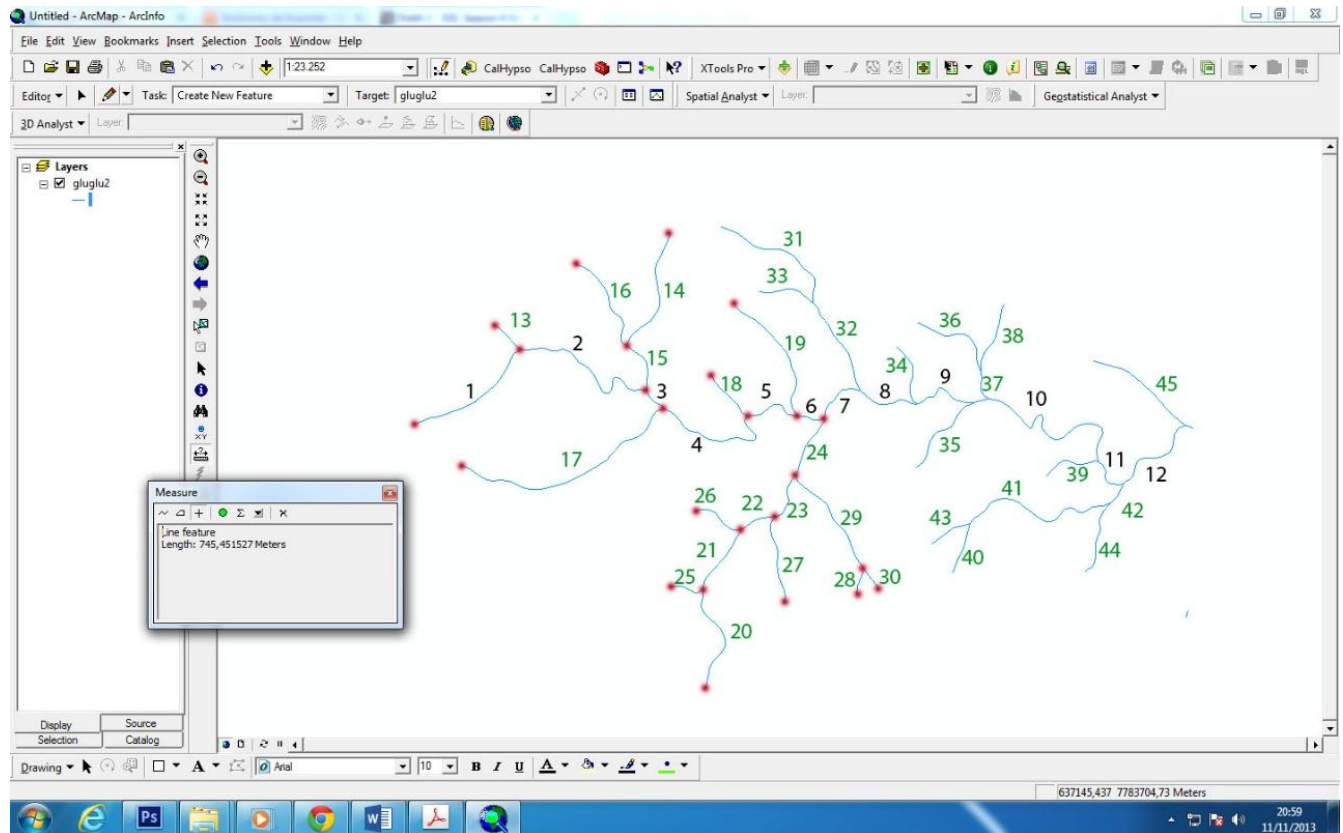 Untitled - ArcMap - ArcInfo
File Edit View Bookmarks Insert Selection Tools Window Help
1:23.252 CalHypso CalHypso XTools Pro
Editor Task: Create New Feature Target: gluglu2 Spatial Analyst Layer: Geostatistical Analyst
3D Analyst Layer:
Layers
gluglu2
31
33
16 14
13 2 19 32 36 38
15 34
1 3 18 5 6 7 8 9 37 10 45
4
17 24 35 39 11 12
26 22 23 29 41 42
43
21 27 40 44
25 28 30
20
Measure
Line feature
Length: 745,451527 Meters
Display Source
Selection Catalog
Drawing A Arial 10 B I U A
637145,437 7783704,73 Meters
Ps
20:59
11/11/2013